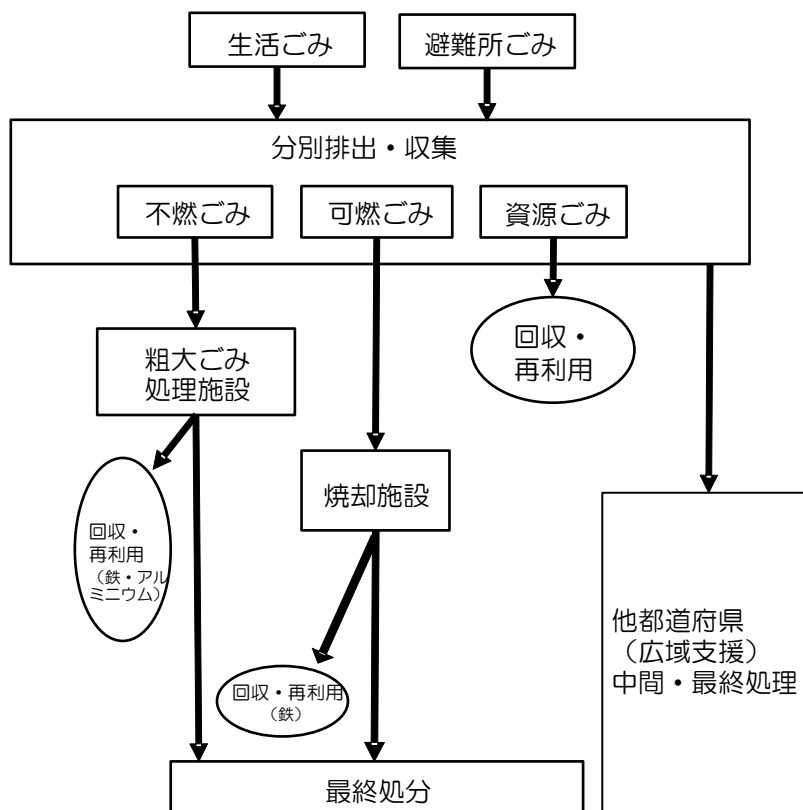 生活ごみ
避難所ごみ
分別排出・収集
不燃ごみ
可燃ごみ
資源ごみ
回収・
再利用
粗大ごみ
処理施設
焼却施設
回収・
再利用
（鉄・アル
ミニウム）
他都道府県
（広域支援）
中間・最終処理
回収・再利用
（鉄）
最終処分